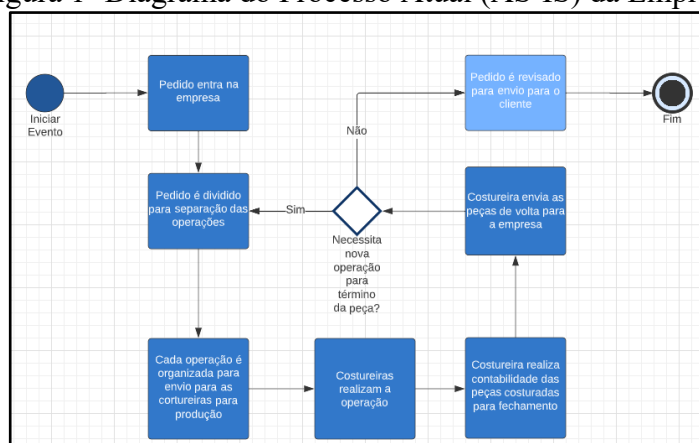 gura 1- Diagrama do Processo Atual (AS-IS) da Empr
Iniciar
Evento
Pedido entra na
empresa
Pedido é dividido
para separação das
operações
Cada operação é
organizada para
envio para as
cortureiras para
produção
Costureiras
realizam a
operação
Costureira realiza
contabilidade das
peças costuradas
para fechamento
Costureira envia as
peças de volta para
a empresa
Necessita
nova
operação
para
término
da peça?
Sim
Não
Pedido é revisado
para envio para o
cliente
Fim